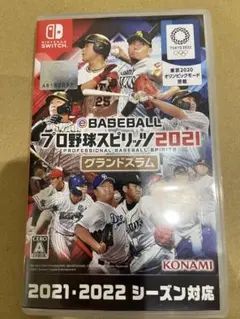 NINTENDO
SWITCH
TOKYO 2020
東京2020
オリンピックモード
搭載
eBASEBALL
プロ野球スピリッツ2021
PROFESSIONAL BASEBALL SPIRITS
グランドスラム
A
CERO
KONAMI
2021・2022 シーズン対応